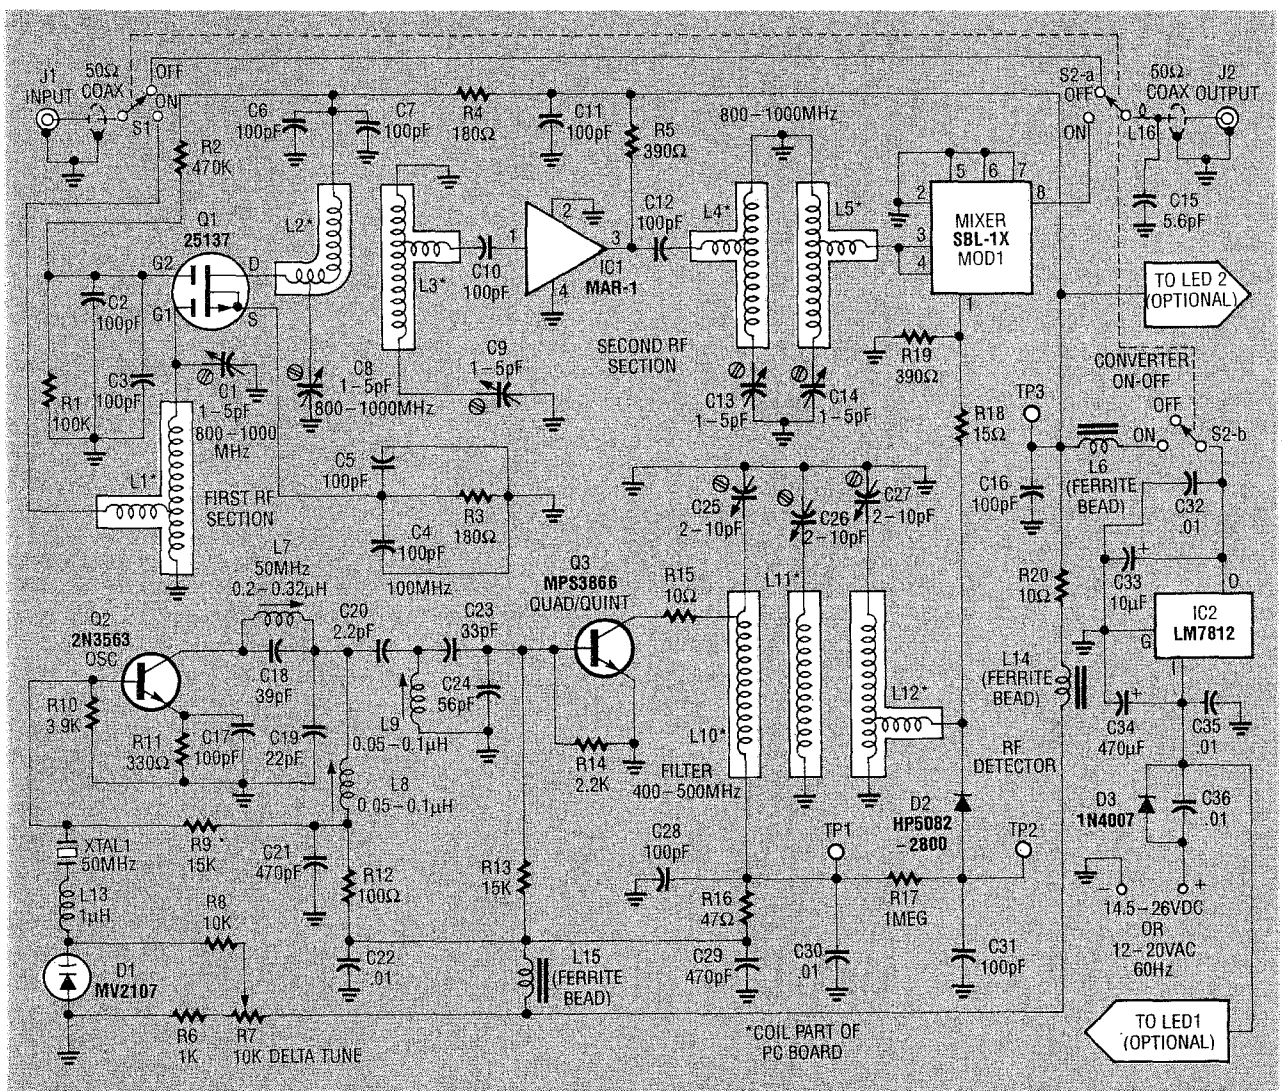 J1
INPUT
50Ω
COAX
OFF
ON
S1
R2
470K
C6
100pF
C7
100pF
R4
180Ω
C11
100pF
R5
390Ω
800–1000MHz
S2-a
OFF
ON
50Ω
COAX
J2
OUTPUT
L16
C15
5.6pF
Q1
25137
G2
G1
D
S
L2*
L3*
C10
100pF
1
2
3
4
IC1
MAR-1
C12
100pF
L4*
L5*
5
6
7
2
8
3
4
1
MIXER
SBL-1X
MOD1
TO LED 2
(OPTIONAL)
C2
100pF
C3
100pF
R1
100K
C1
1–5pF
800–1000
MHz
C8
1–5pF
800–1000MHz
C9
1–5pF
SECOND RF
SECTION
C13
1–5pF
C14
1–5pF
R19
390Ω
R18
15Ω
TP3
CONVERTER
ON-OFF
OFF
ON
S2-b
L6
(FERRITE
BEAD)
C16
100pF
C32
.01
L1*
FIRST RF
SECTION
C5
100pF
C4
100pF
R3
180Ω
100MHz
C25
2–10pF
C26
2–10pF
C27
2–10pF
C33
10µF
+
R20
10Ω
O
G
I
IC2
LM7812
L7
50MHz
0.2–0.32µH
Q2
2N3563
OSC
C18
39pF
C20
2.2pF
C23
33pF
Q3
MPS3866
QUAD/QUINT
R15
10Ω
L11*
L10*
L12*
L14
(FERRITE
BEAD)
R10
3.9K
R11
330Ω
C17
100pF
C19
22pF
L9
0.05–0.1µH
C24
56pF
R14
2.2K
FILTER
400–500MHz
RF
DETECTOR
C34
470µF
+
C35
.01
L8
0.05–0.1µH
D2
HP5082
-2800
D3
1N4007
C36
.01
XTAL1
50MHz
R9
15K
C21
470pF
R12
100Ω
R13
15K
C28
100pF
TP1
TP2
R16
47Ω
R17
1MEG
L13
1µH
R8
10K
–
+
14.5–26VDC
OR
12–20VAC
60Hz
D1
MV2107
C22
.01
L15
(FERRITE
BEAD)
C29
470pF
C30
.01
C31
100pF
R6
1K
R7
10K DELTA TUNE
*COIL PART OF
PC BOARD
TO LED1
(OPTIONAL)